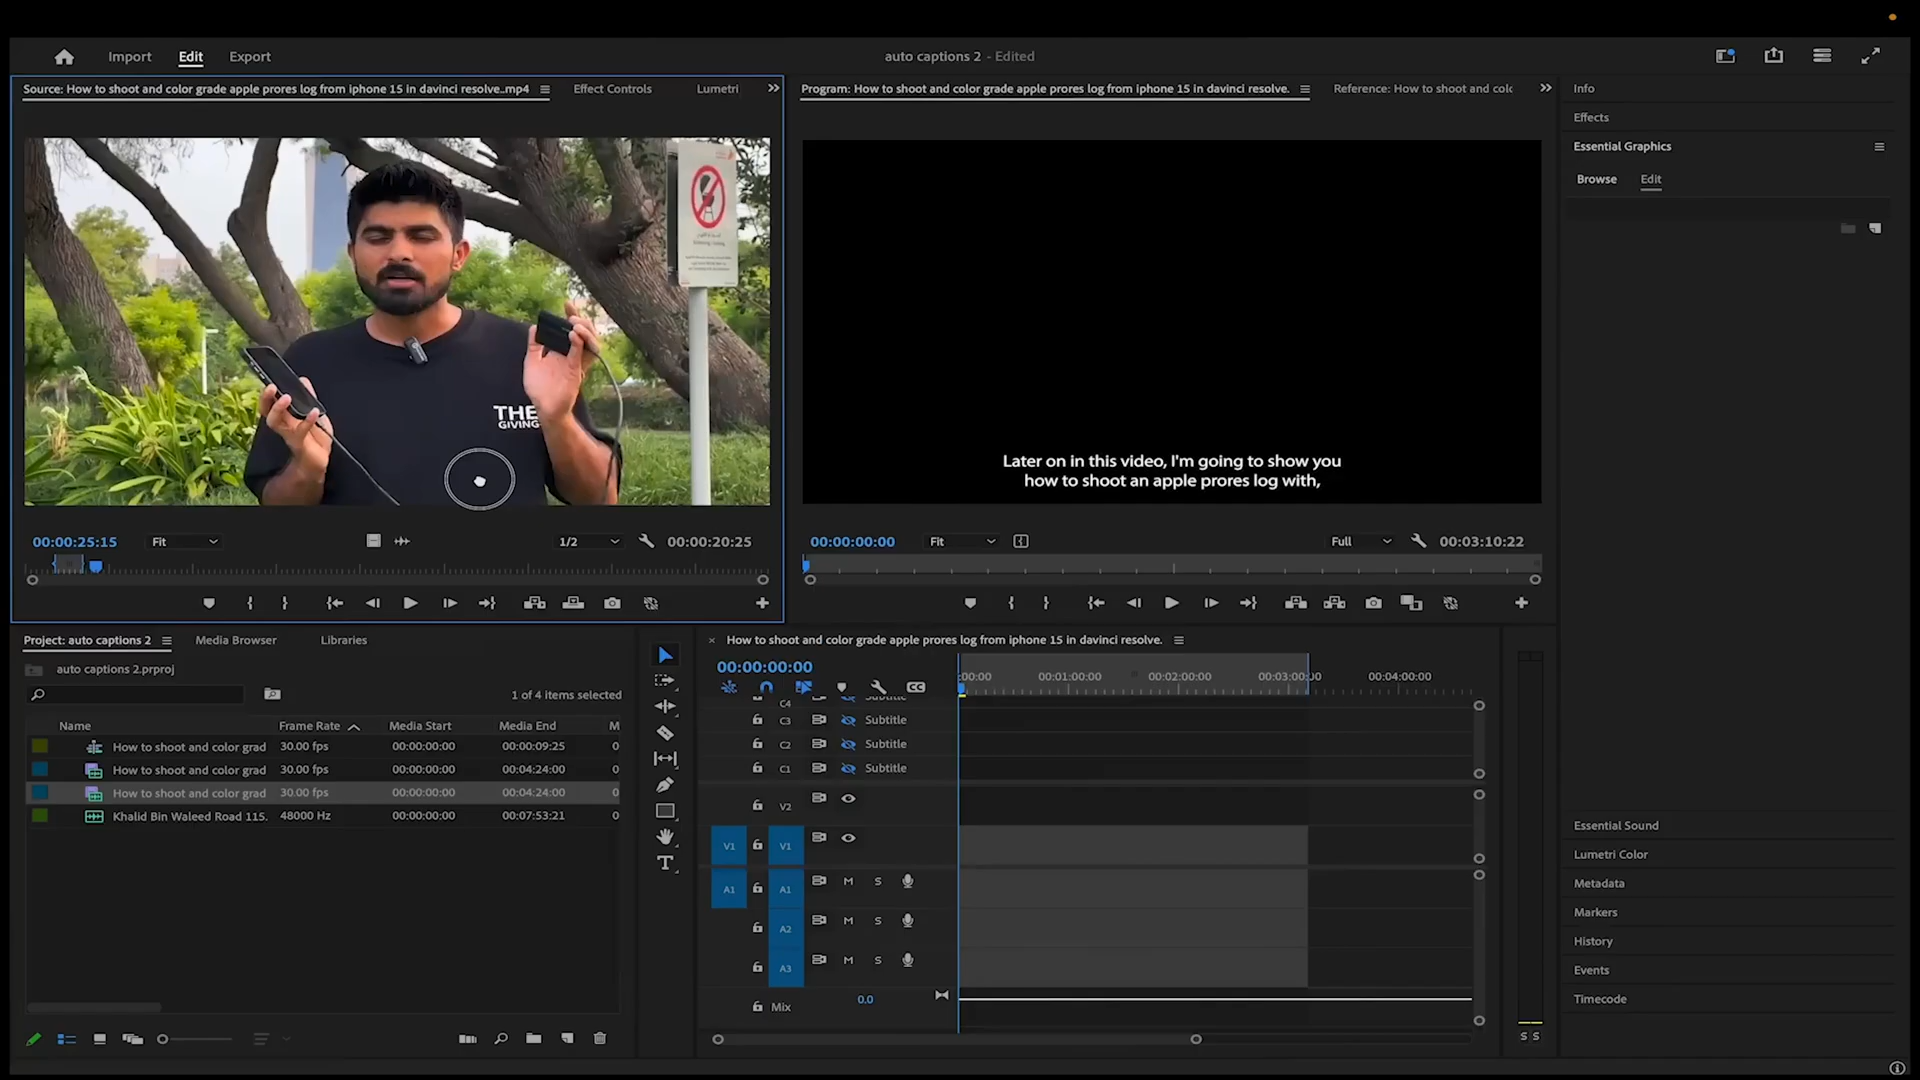 Import
Edit
Export
auto captions 2 - Edited
Source: How to shoot and color grade apple prores log from iphone 15 in davinci resolve_.mp4
Effect Controls
Lumetri
Program: How to shoot and color grade apple prores log from iphone 15 in davinci resolve.
Reference: How to shoot and colo
Info
Effects
Essential Graphics
Browse
Edit
THE
GIVING
Later on in this video, I'm going to show you
how to shoot an apple prores log with,
00:00:25:15
Fit
1/2
00:00:20:25
00:00:00:00
Fit
Full
00:03:10:22
Project: auto captions 2
Media Browser
Libraries
auto captions 2.prproj
1 of 4 items selected
Name
Frame Rate
Media Start
Media End
M
How to shoot and color grad
30.00 fps
00:00:00:00
00:00:09:25
0
How to shoot and color grad
30.00 fps
00:00:00:00
00:04:24:00
0
How to shoot and color grad
30.00 fps
00:00:00:00
00:04:24:00
0
Khalid Bin Waleed Road 115.
48000 Hz
00:00:00:00
00:07:53:21
0
T
How to shoot and color grade apple prores log from iphone 15 in davinci resolve.
00:00:00:00
CC
:00:00
00:01:00:00
00:02:00:00
00:03:00:00
00:04:00:00
C4
Subtitle
C3
Subtitle
C2
Subtitle
C1
Subtitle
V2
V1
V1
A1
A1
M
S
A2
M
S
A3
M
S
Mix
0.0
S S
Essential Sound
Lumetri Color
Metadata
Markers
History
Events
Timecode